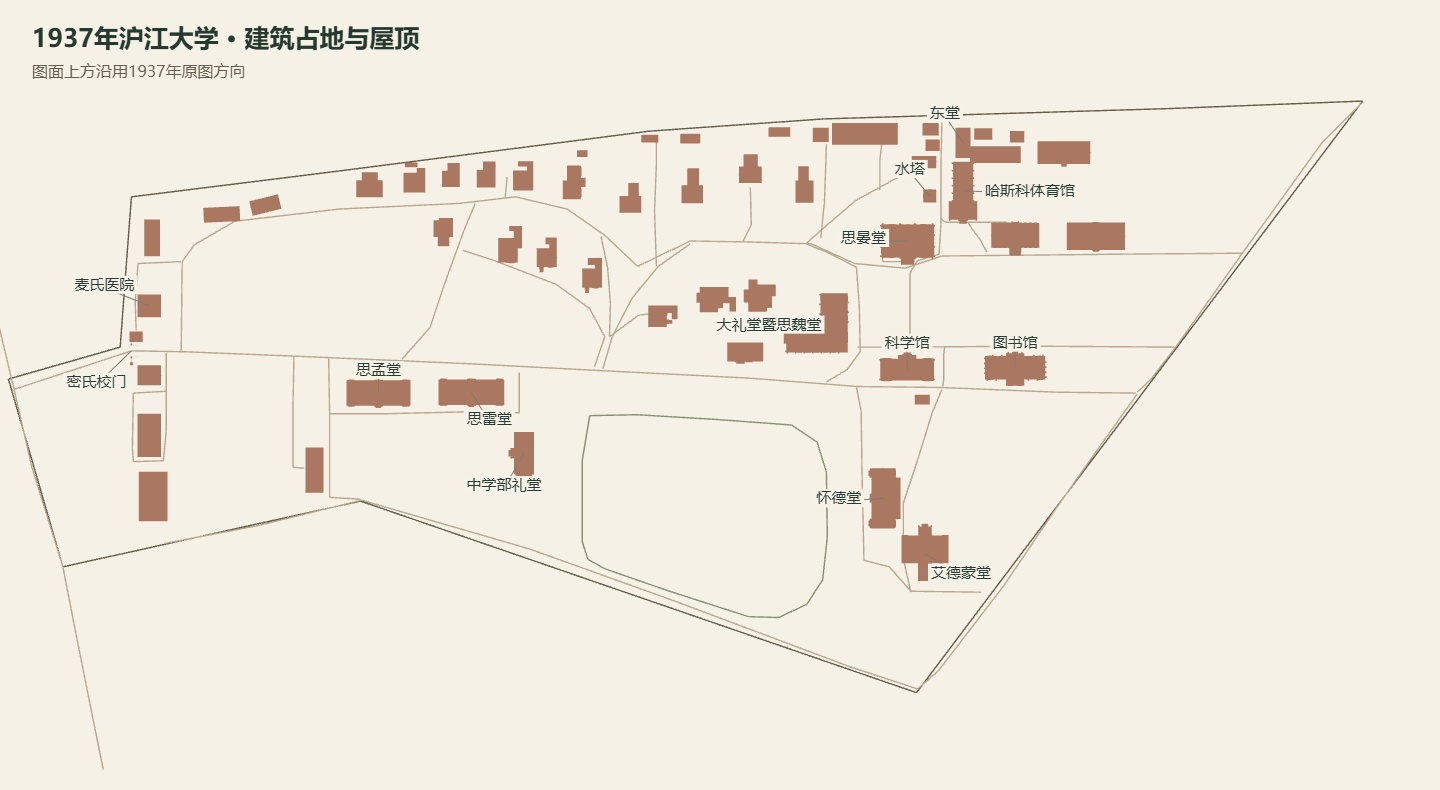 1937年沪江大学·建筑占地与屋顶
图面上方沿用1937年原图方向
东堂
水塔
哈斯科体育馆
思晏堂
麦氏医院
大礼堂暨思魏堂
科学馆
图书馆
思孟堂
密氏校门
思雷堂
中学部礼堂
怀德堂
艾德蒙堂